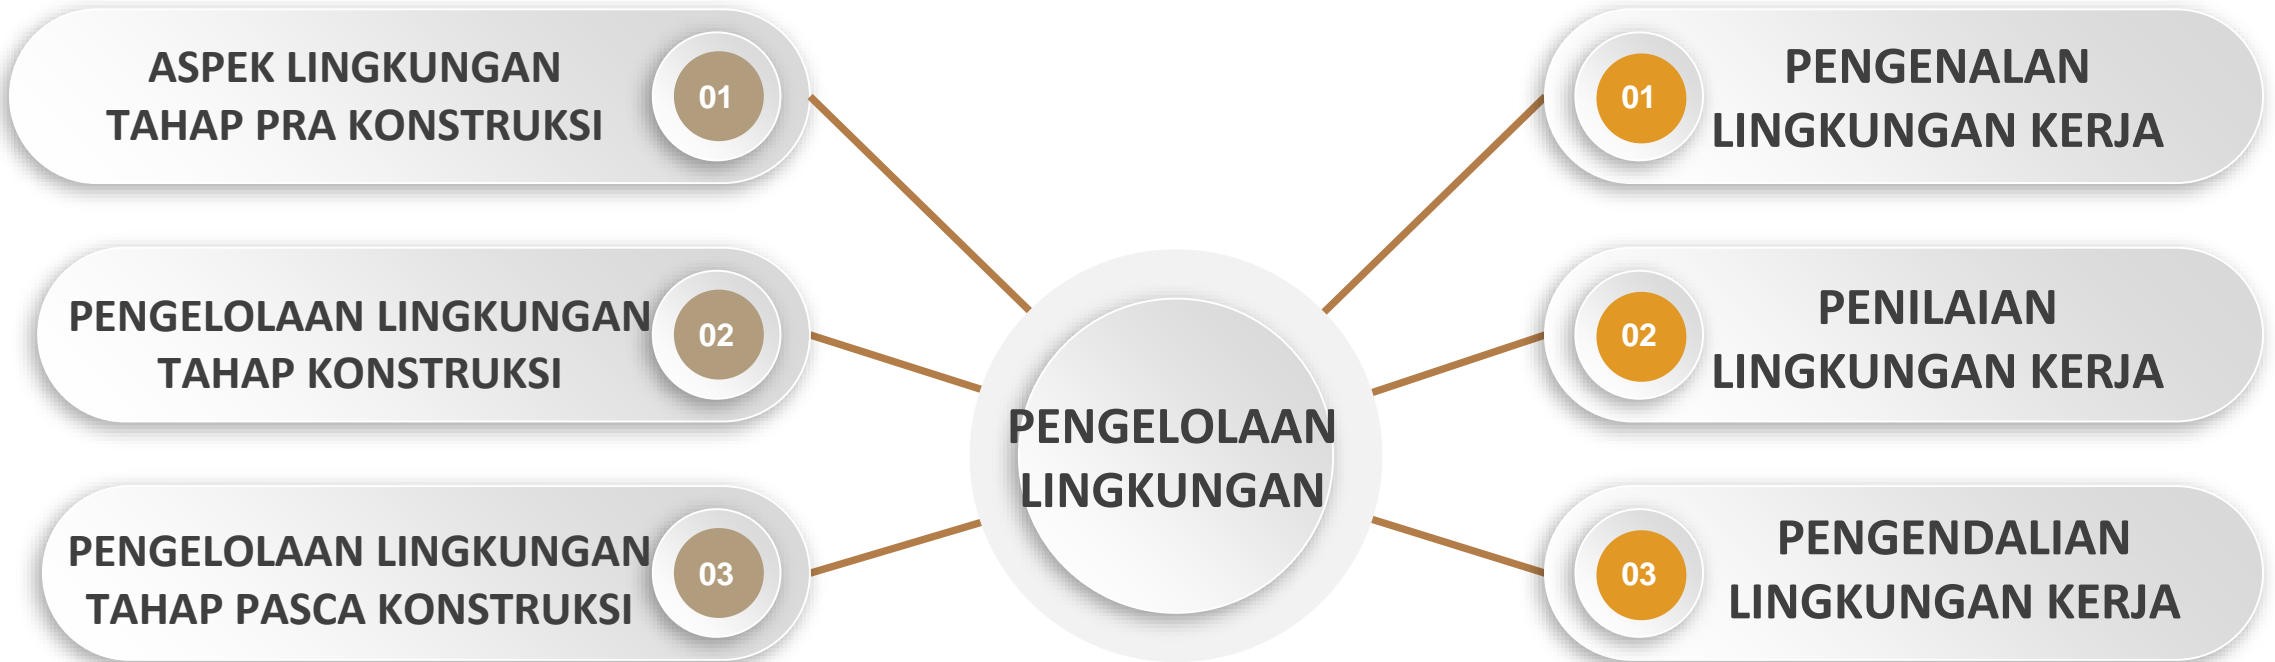 ASPEK LINGKUNGAN
TAHAP PRA KONSTRUKSI
01
PENGELOLAAN LINGKUNGAN
TAHAP KONSTRUKSI
02
PENGELOLAAN LINGKUNGAN
TAHAP PASCA KONSTRUKSI
03
PENGELOLAAN
LINGKUNGAN
01
PENGENALAN
LINGKUNGAN KERJA
02
PENILAIAN
LINGKUNGAN KERJA
03
PENGENDALIAN
LINGKUNGAN KERJA